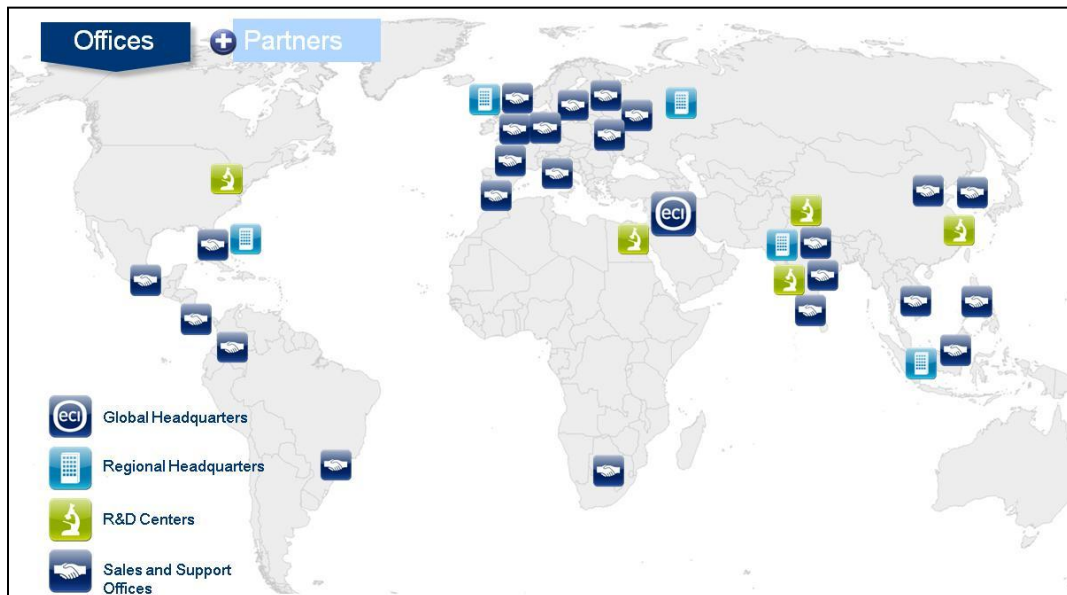 Offices
Partners
eci
eci
Global Headquarters
Regional Headquarters
R&D Centers
Sales and Support
Offices